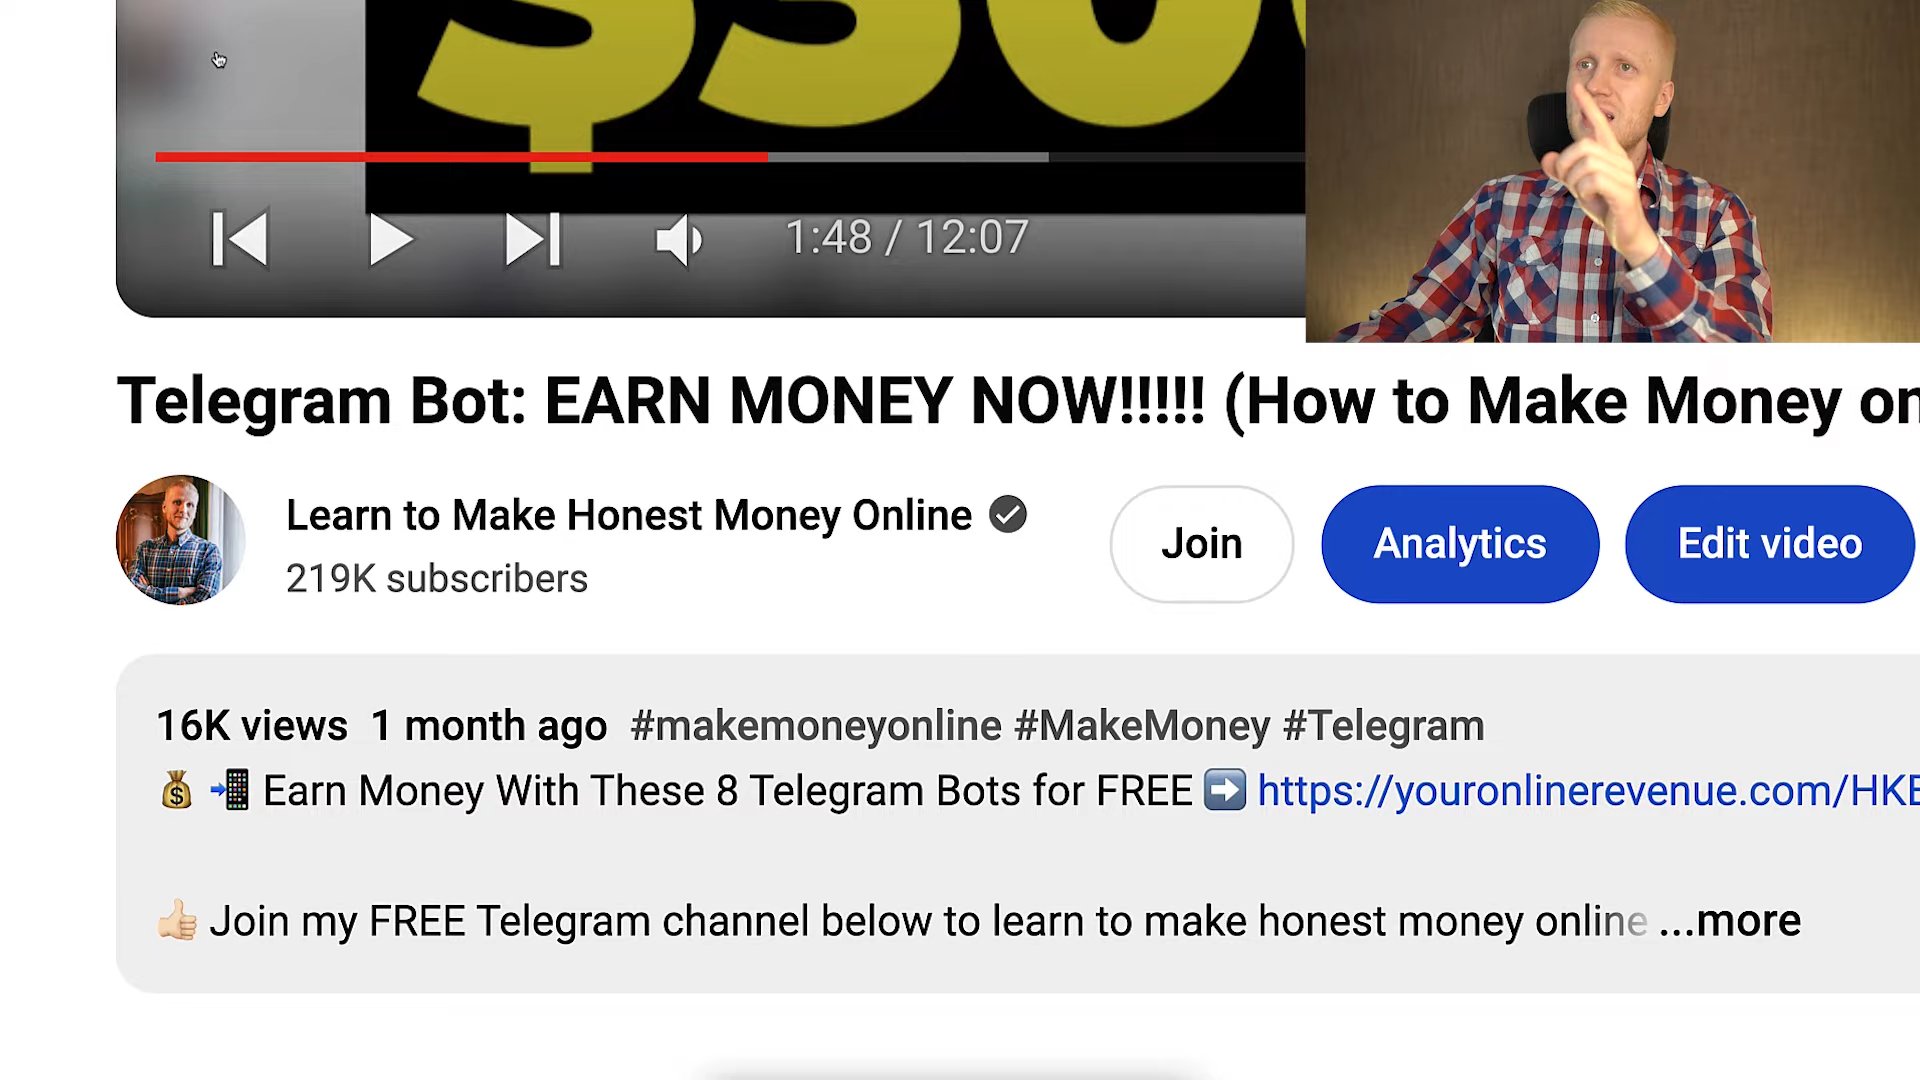 1:48 / 12:07
Telegram Bot: EARN MONEY NOW!!!!! (How to Make Money on
Learn to Make Honest Money Online
219K subscribers
Join
Analytics
Edit video
16K views 1 month ago #makemoneyonline #MakeMoney #Telegram
Earn Money With These 8 Telegram Bots for FREE https://youronlinerevenue.com/HKE
Join my FREE Telegram channel below to learn to make honest money online ...more